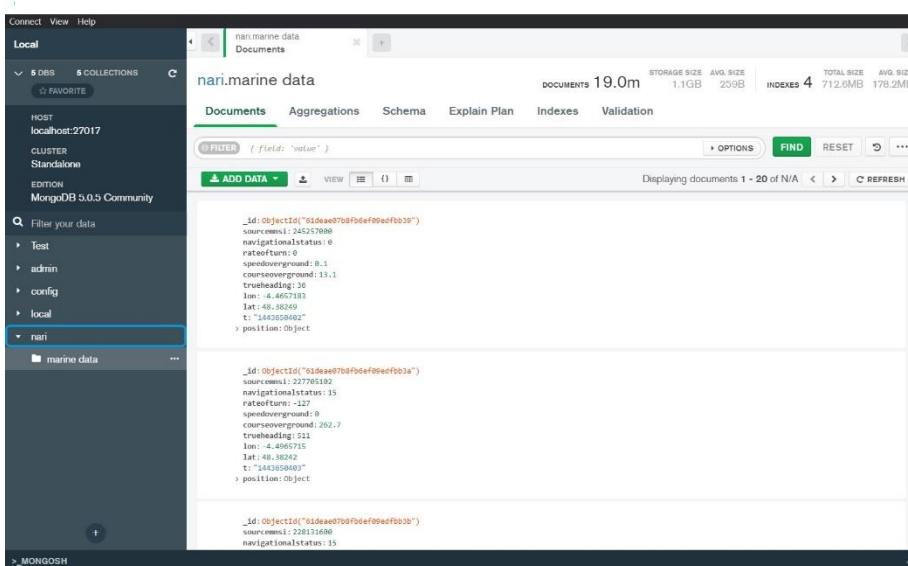 Connect View Help
Local
5 DBS 5 COLLECTIONS
☆ FAVORITE
HOST
localhost:27017
CLUSTER
Standalone
EDITION
MongoDB 5.0.5 Community
Filter your data
Test
admin
config
local
nari
marine data
>_MONGOSH
nari.marine data
Documents
nari.marine data
DOCUMENTS 19.0m STORAGE SIZE 1.1GB AVG. SIZE 259B INDEXES 4 TOTAL SIZE 712.6MB AVG. SIZ 178.2MI
Documents Aggregations Schema Explain Plan Indexes Validation
FILTER { field: 'value' } OPTIONS FIND RESET
ADD DATA VIEW {} Displaying documents 1 - 20 of N/A < > REFRESH
_id: ObjectId("61deae07b8fb6ef09edfbb39")
sourcemmsi: 245257000
navigationalstatus: 0
rateofturn: 0
speedoverground: 0.1
courseoverground: 13.1
trueheading: 36
lon: -4.4657183
lat: 48.38249
t: "1443650402"
position: Object
_id: ObjectId("61deae07b8fb6ef09edfbb3a")
sourcemmsi: 227705102
navigationalstatus: 15
rateofturn: -127
speedoverground: 0
courseoverground: 262.7
trueheading: 511
lon: -4.4965715
lat: 48.38242
t: "1443650403"
position: Object
_id: ObjectId("61deae07b8fb6ef09edfbb3b")
sourcemmsi: 228131600
navigationalstatus: 15